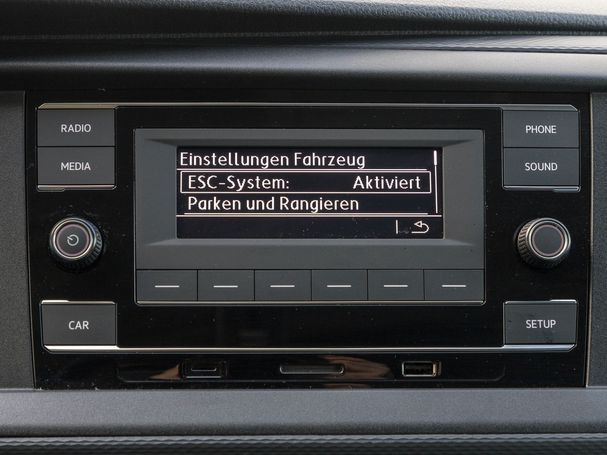 RADIO
MEDIA
PHONE
SOUND
Einstellungen Fahrzeug
ESC-System: Aktiviert
Parken und Rangieren
CAR
SETUP